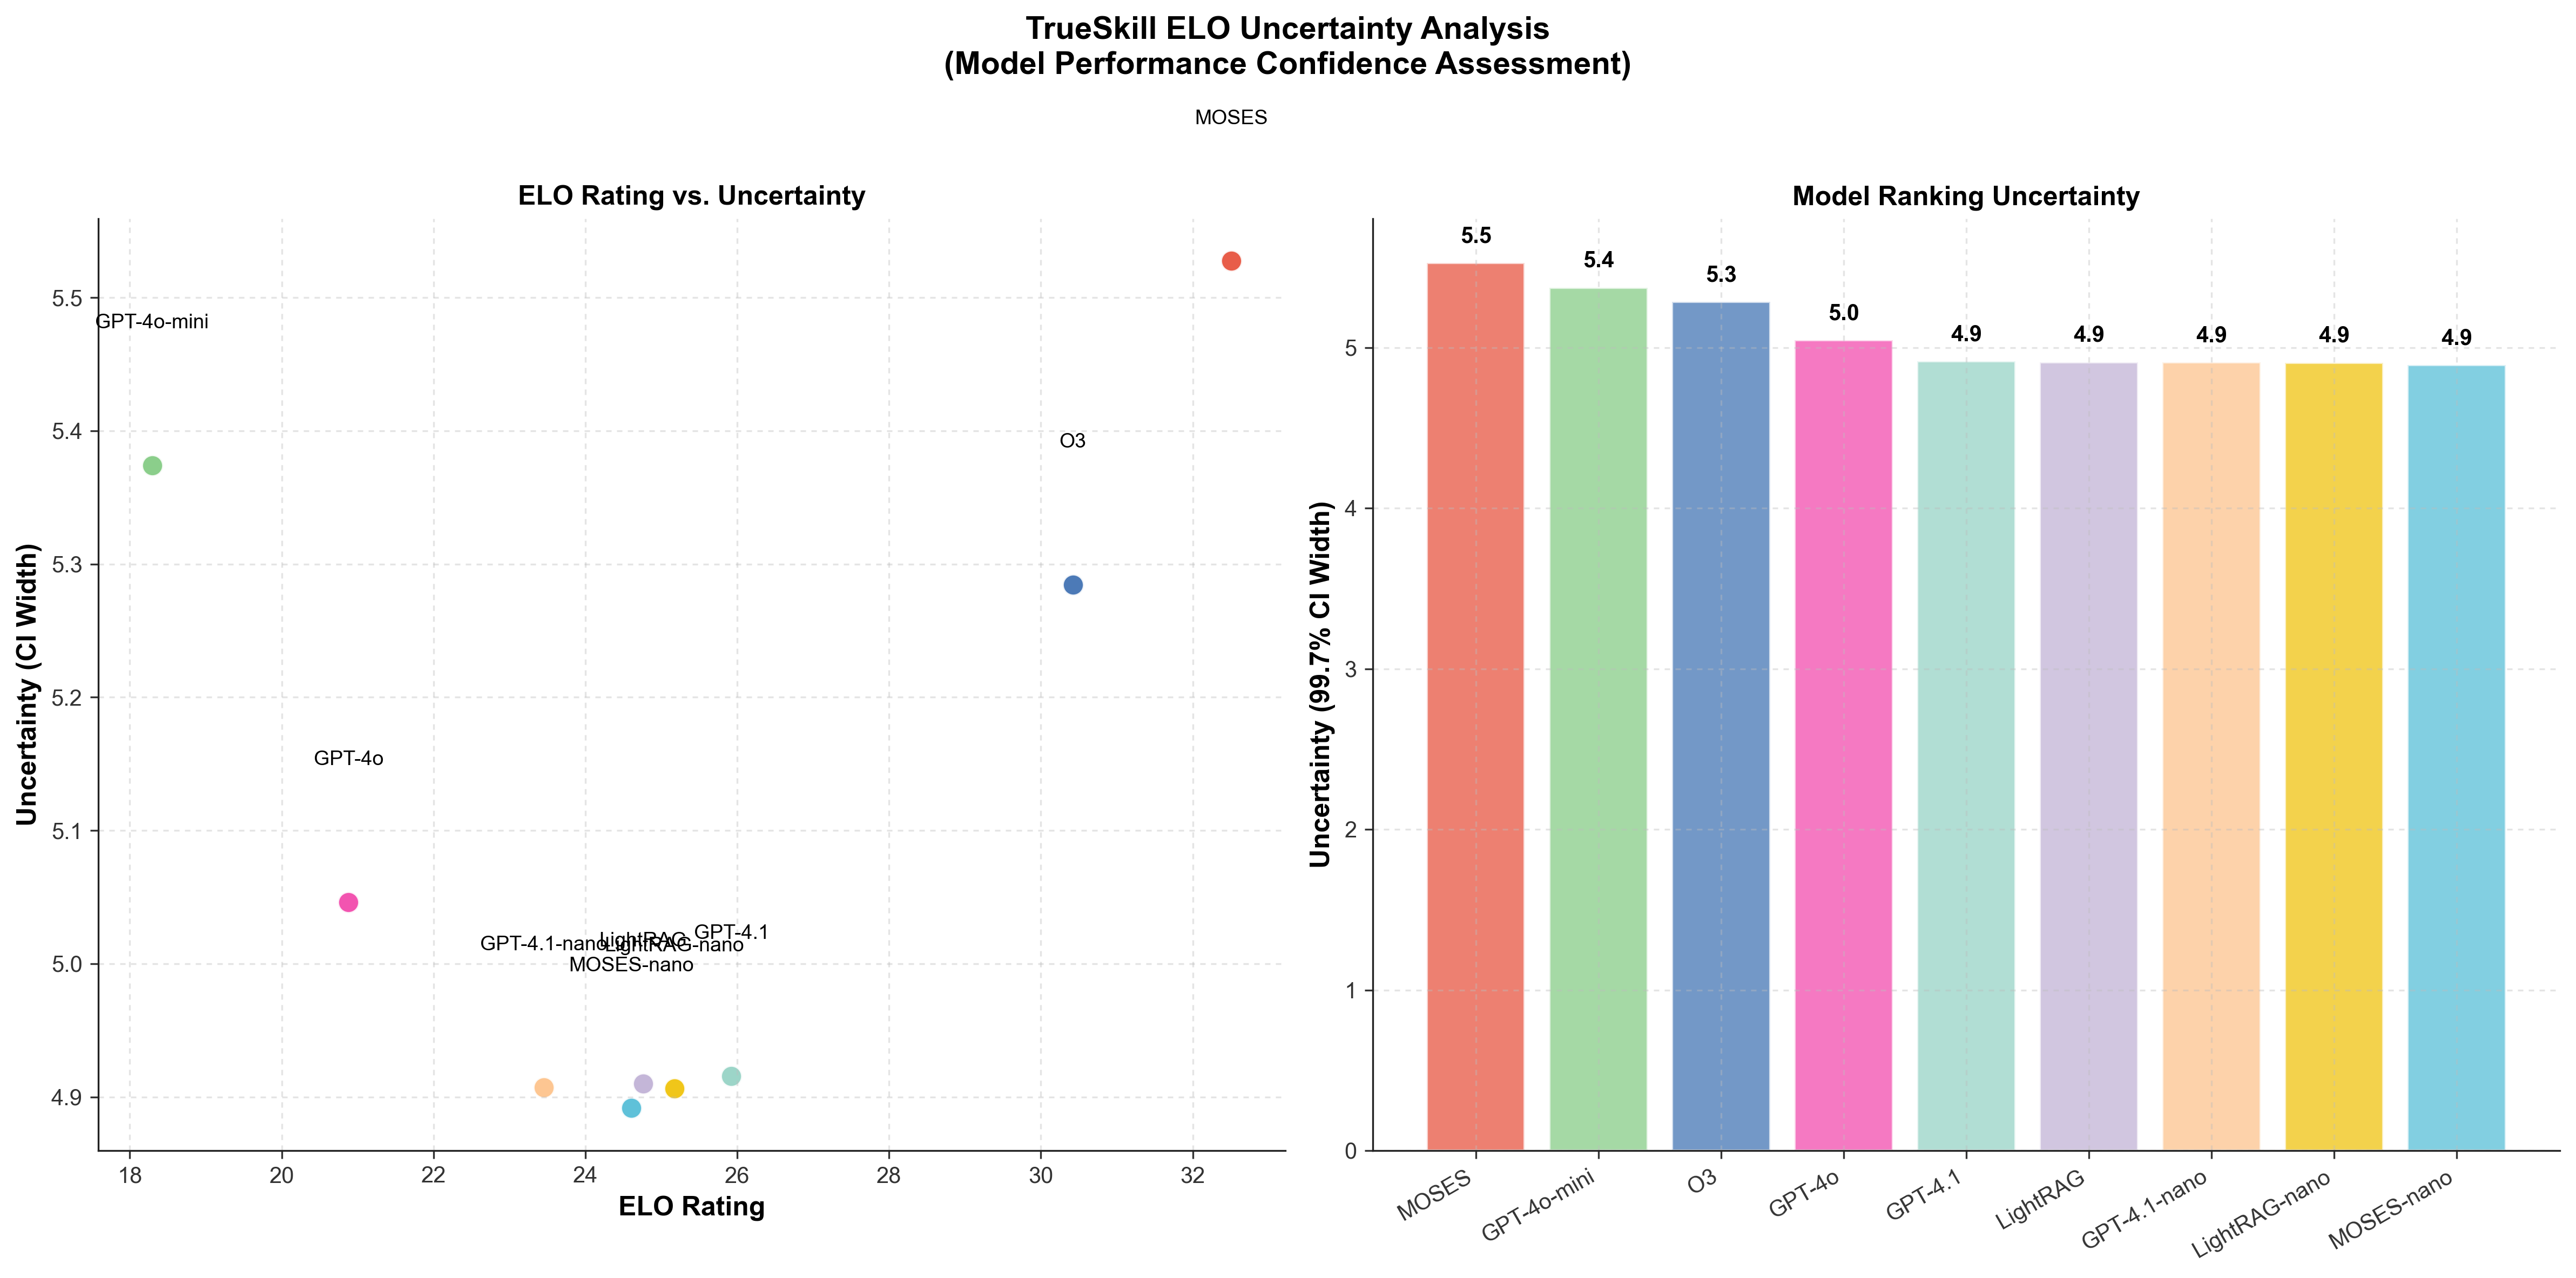 TrueSkill ELO Uncertainty Analysis
(Model Performance Confidence Assessment)
MOSES
ELO Rating vs. Uncertainty
Uncertainty (CI Width)
5.5
5.4
5.3
5.2
5.1
5.0
4.9
GPT-4o-mini
O3
GPT-4o
GPT-4.1
GPT-4.1-nano
LightRAG
LightRAG-nano
MOSES-nano
18 20 22 24 26 28 30 32
ELO Rating
Model Ranking Uncertainty
Uncertainty (99.7% CI Width)
5
4
3
2
1
0
5.5 5.4 5.3 5.0 4.9 4.9 4.9 4.9 4.9
MOSES
GPT-4o-mini
O3
GPT-4o
GPT-4.1
LightRAG
GPT-4.1-nano
LightRAG-nano
MOSES-nano